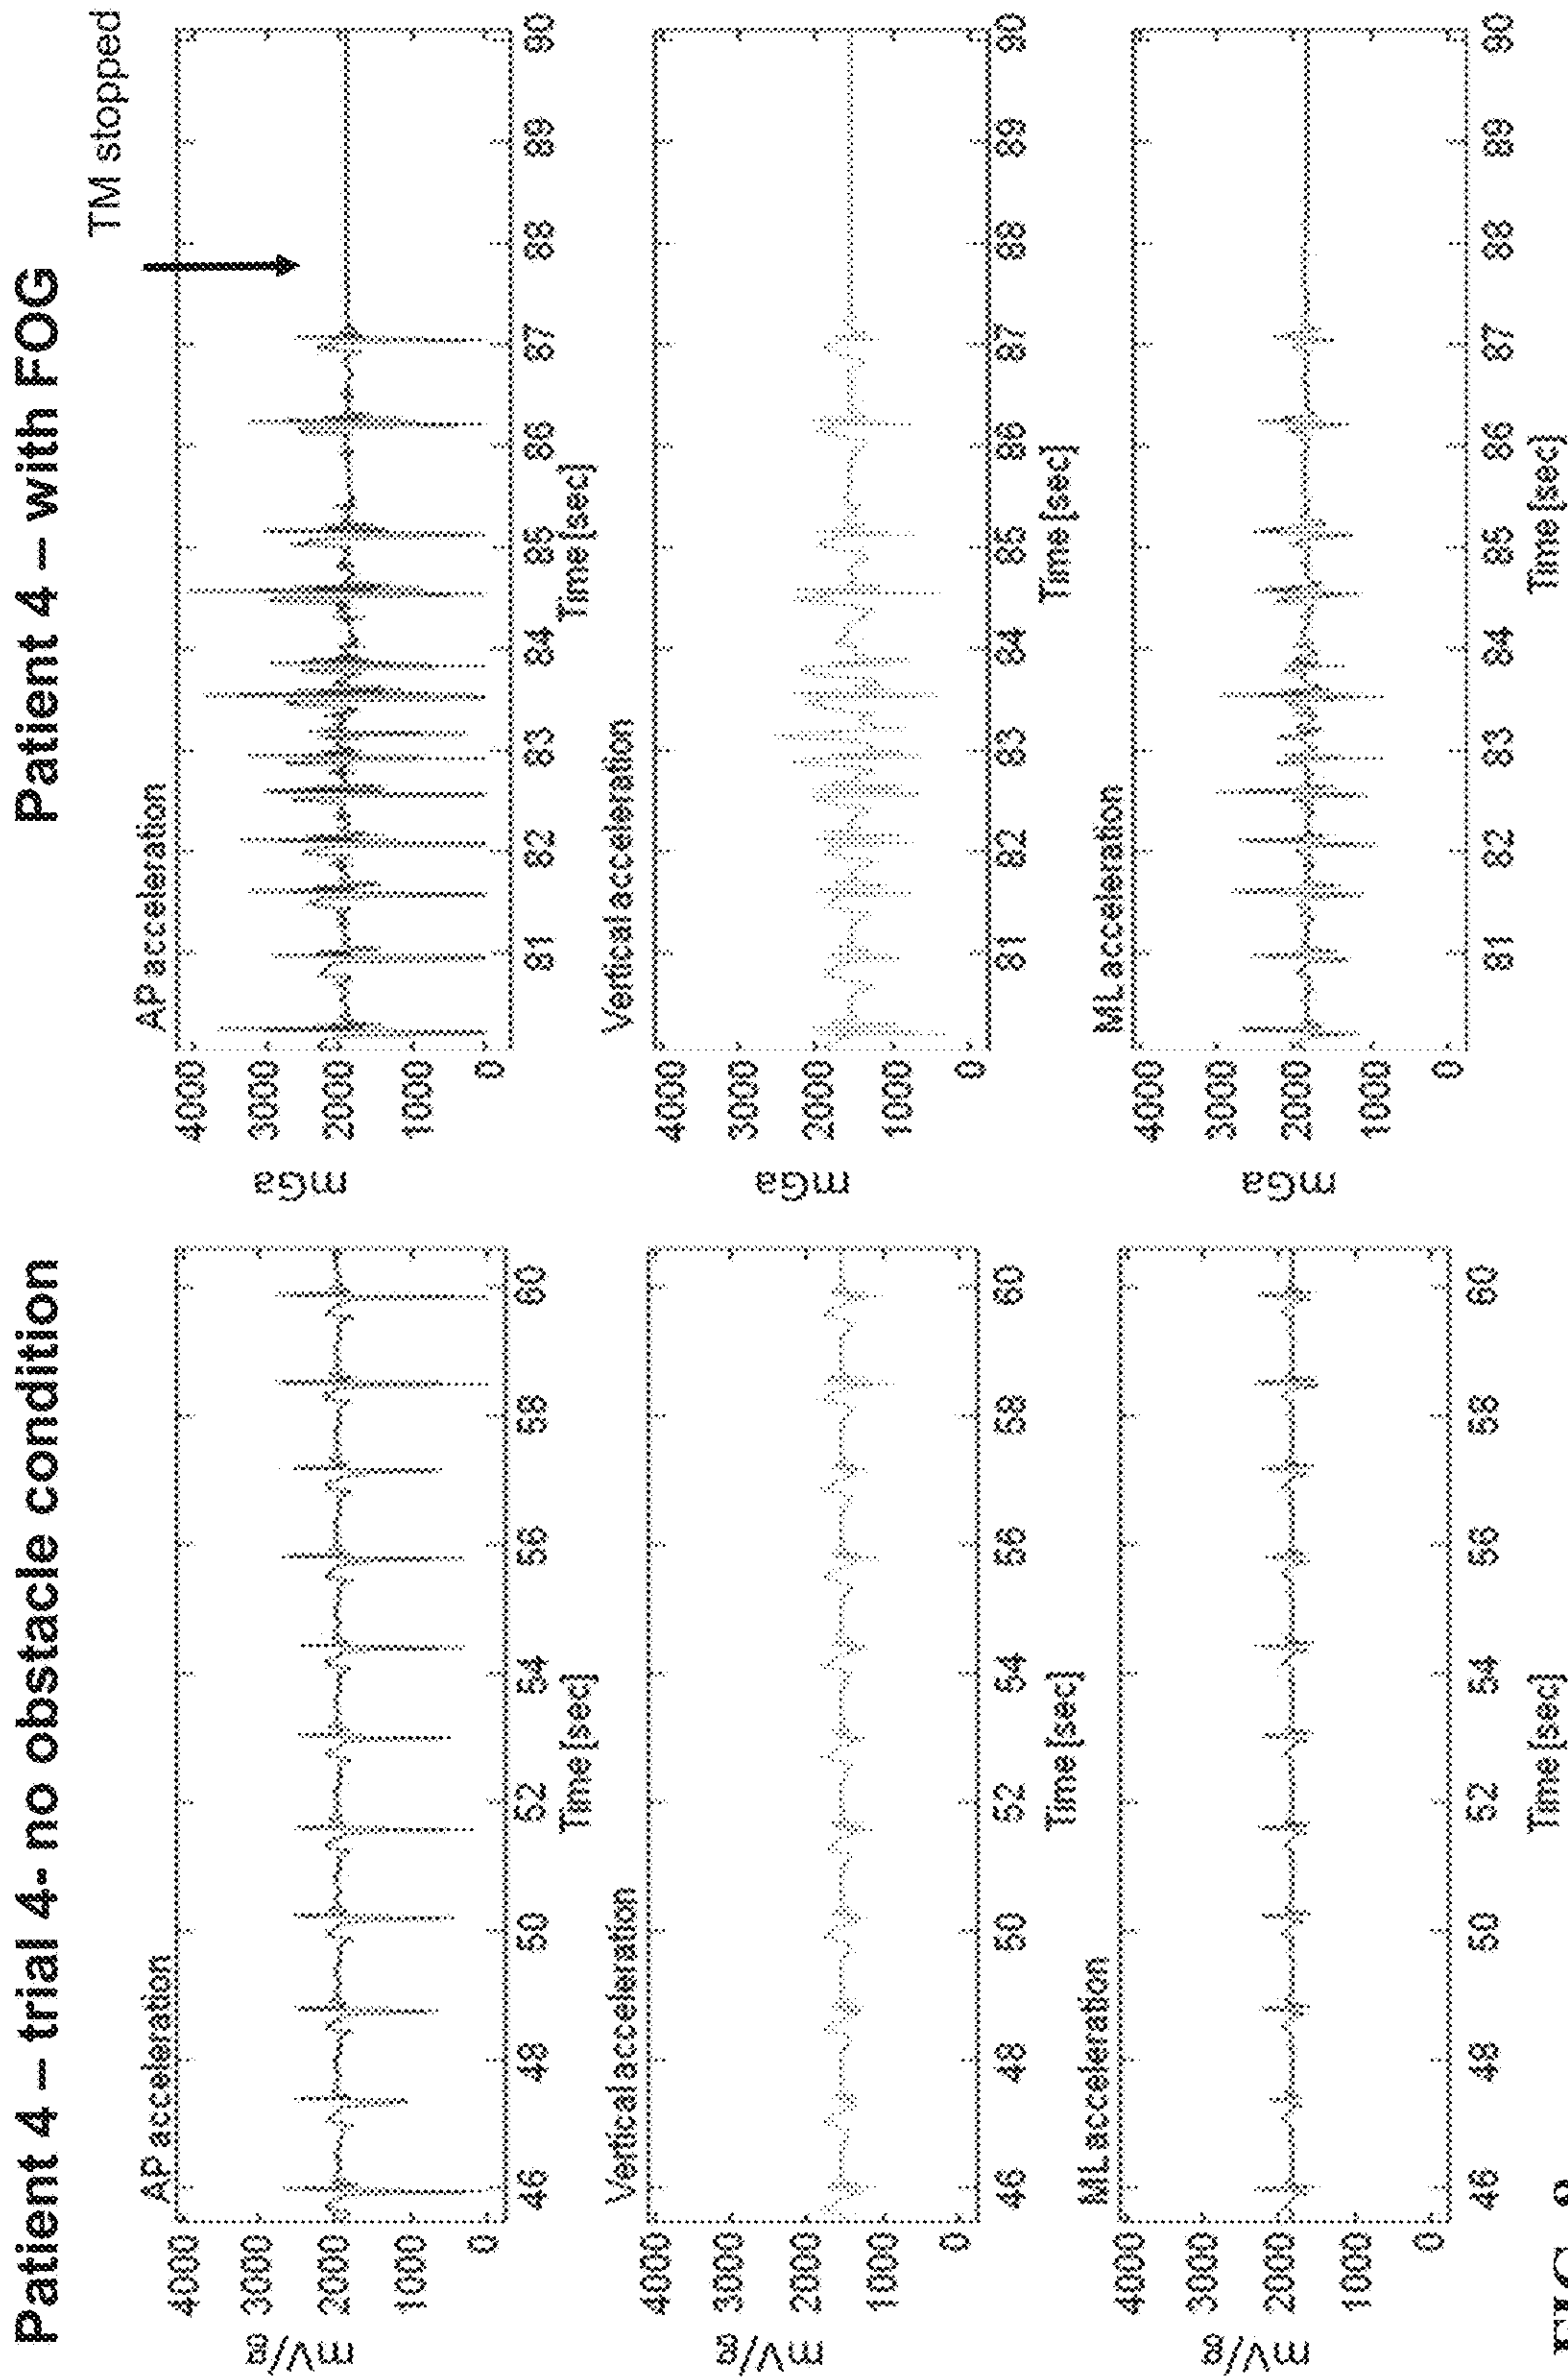 Patient 4 – trial 4- no obstacle condition
Patient 4 – with FOG
TM stopped
AP acceleration
mV/g
4000
3000
2000
1000
0
46 48 50 52 54 56 58 60
Time [sec]
AP acceleration
mGa
4000
3000
2000
1000
0
81 82 83 84 85 86 87 88 89 90
Time [sec]
Vertical acceleration
4000
2000
0
46 48 50 52 54 56 58 60
Time [sec]
Vertical acceleration
mGa
4000
3000
2000
1000
0
81 82 83 84 85 86 87 88 89 90
Time [sec]
ML acceleration
mV/g
4000
3000
2000
1000
0
46 48 50 52 54 56 58 60
Time [sec]
ML acceleration
mGa
4000
3000
2000
1000
0
81 82 83 84 85 86 87 88 89 90
Time [sec]
FIG.